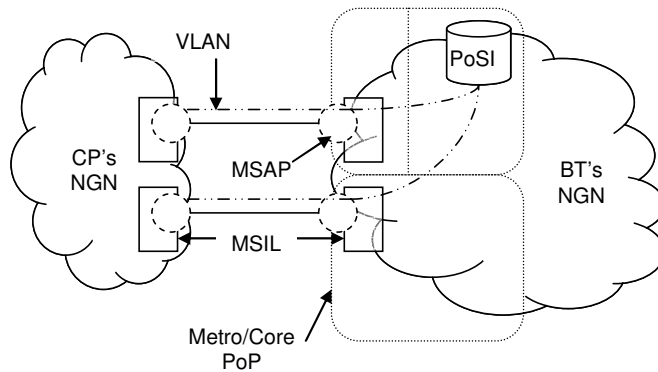 VLAN
PoSI
CP's
NGN
MSAP
BT's
NGN
MSIL
Metro/Core
PoP